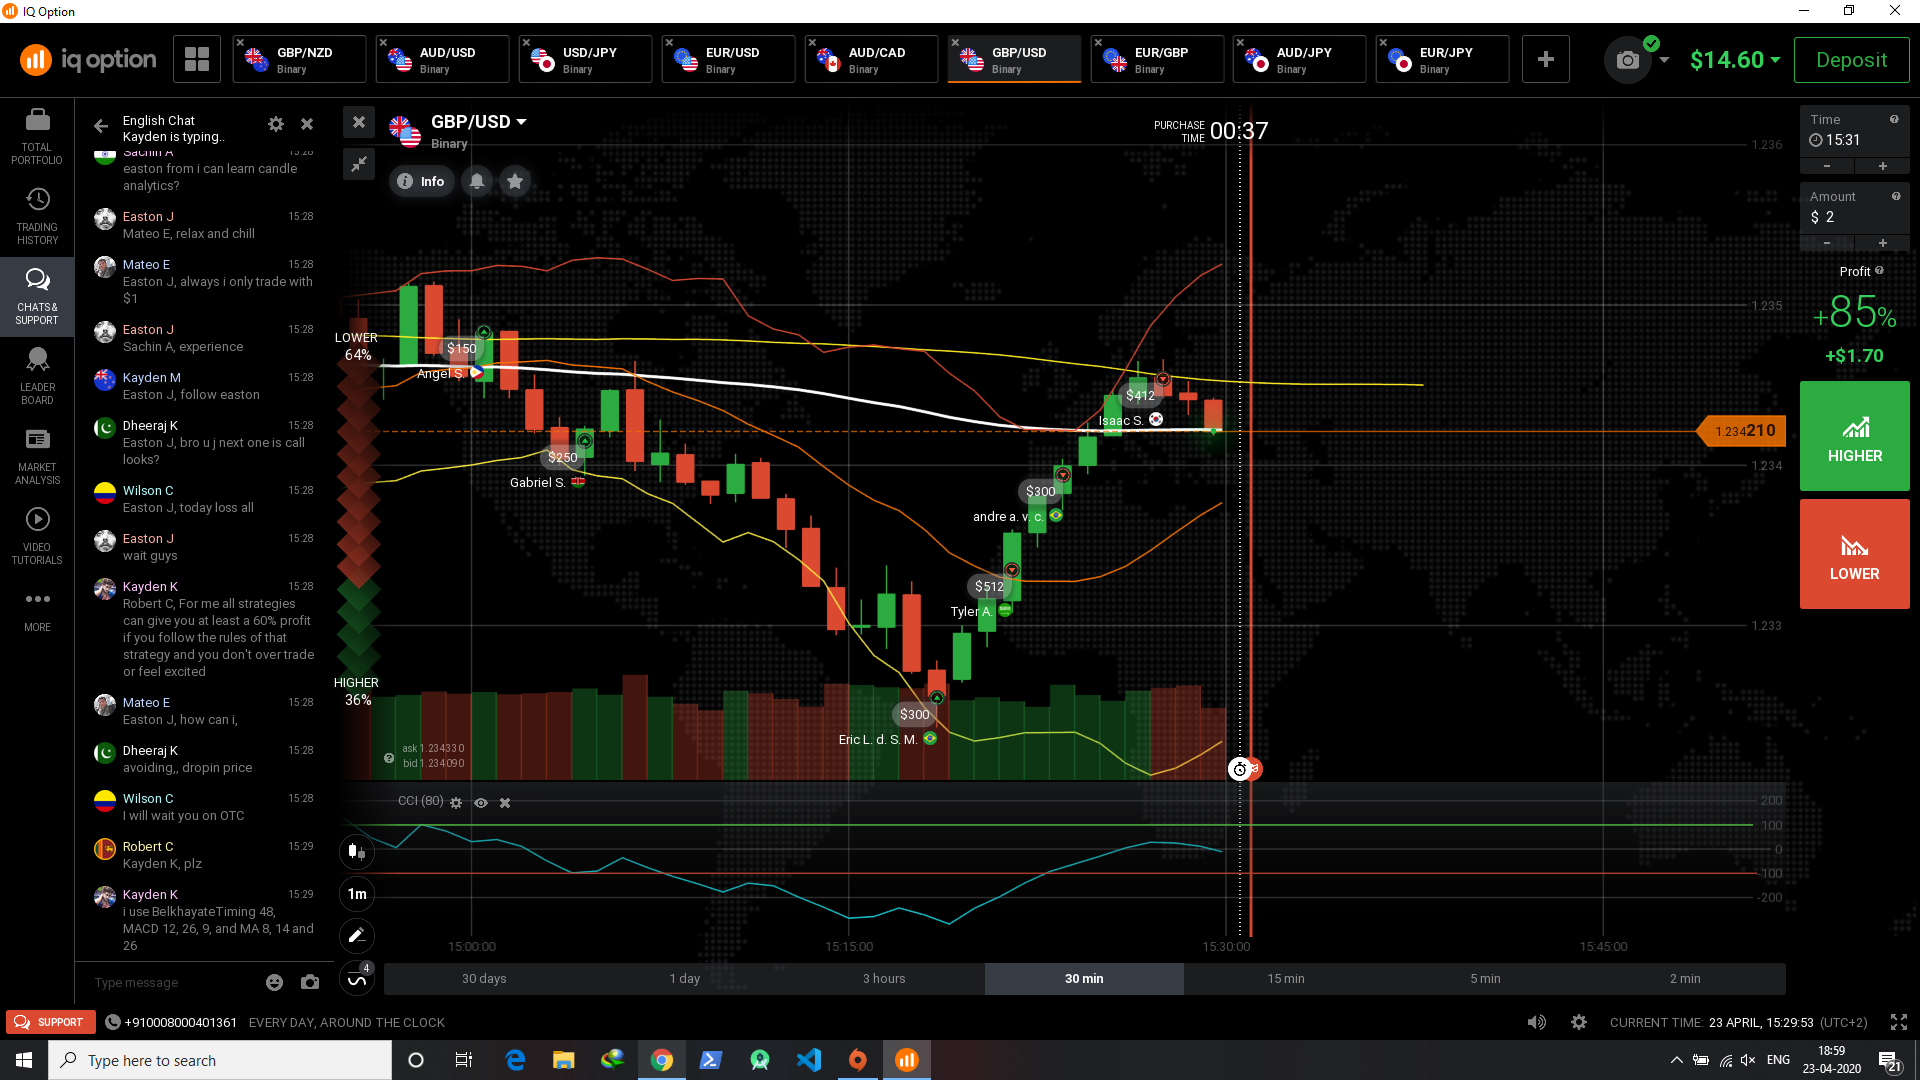 IQ Option
iq option
GBP/NZD
Binary
AUD/USD
Binary
USD/JPY
Binary
EUR/USD
Binary
AUD/CAD
Binary
GBP/USD
Binary
EUR/GBP
Binary
AUD/JPY
Binary
EUR/JPY
Binary
$14.60
Deposit
TOTAL
PORTFOLIO
TRADING
HISTORY
CHATS &
SUPPORT
LEADER
BOARD
MARKET
ANALYSIS
VIDEO
TUTORIALS
MORE
English Chat
Kayden is typing..
Sachin A 15:28
easton from i can learn candle
analytics?
Easton J 15:28
Mateo E, relax and chill
Mateo E 15:28
Easton J, always i only trade with
$1
Easton J 15:28
Sachin A, experience
Kayden M 15:28
Easton J, follow easton
Dheeraj K 15:28
Easton J, bro u j next one is call
looks?
Wilson C 15:28
Easton J, today loss all
Easton J 15:28
wait guys
Kayden K 15:28
Robert C, For me all strategies
can give you at least a 60% profit
if you follow the rules of that
strategy and you don't over trade
or feel excited
Mateo E 15:28
Easton J, how can i,
Dheeraj K 15:28
avoiding,, dropin price
Wilson C 15:28
I will wait you on OTC
Robert C 15:29
Kayden K, plz
Kayden K 15:29
i use BelkhayateTiming 48,
MACD 12, 26, 9, and MA 8, 14 and
26
Type message
GBP/USD
Binary
Info
PURCHASE
TIME
00:37
1.236
1.235
1.234210
1.234
1.233
LOWER
64%
HIGHER
36%
$150
Angel S.
$250
Gabriel S.
$412
Isaac S.
$300
andre a. v. c.
$512
Tyler A.
$300
Eric L. d. S. M.
ask 1.234330
bid 1.234090
CCI (80)
200
100
0
-100
-200
1m
4
15:00:00
15:15:00
15:30:00
15:45:00
30 days
1 day
3 hours
30 min
15 min
5 min
2 min
Time
15:31
- +
Amount
$ 2
- +
Profit
+85%
+$1.70
HIGHER
LOWER
SUPPORT
+910008000401361
EVERY DAY, AROUND THE CLOCK
CURRENT TIME: 23 APRIL, 15:29:53 (UTC+2)
Type here to search
ENG
18:59
23-04-2020
21